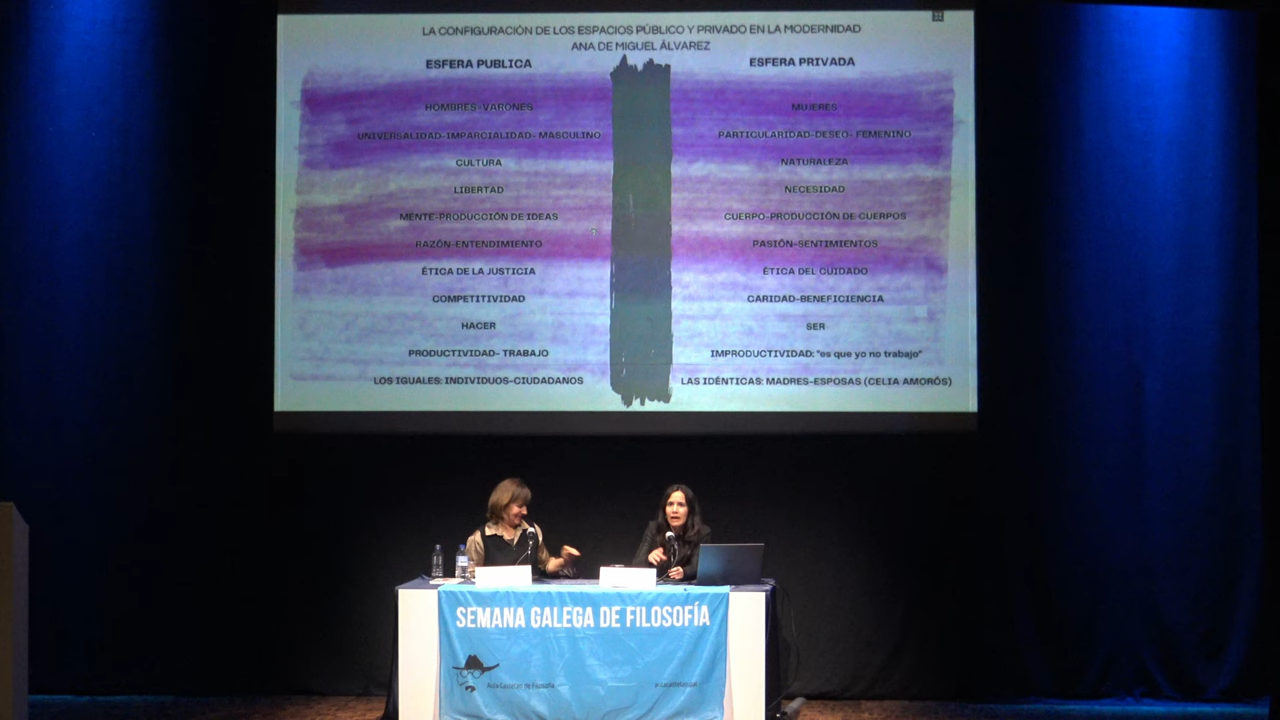 LA CONFIGURACIÓN DE LOS ESPACIOS PÚBLICO Y PRIVADO EN LA MODERNIDAD
ANA DE MIGUEL ÁLVAREZ
ESFERA PUBLICA
ESFERA PRIVADA
HOMBRES-VARONES
MUJERES
UNIVERSALIDAD-IMPARCIALIDAD- MASCULINO
PARTICULARIDAD-DESEO- FEMENINO
CULTURA
NATURALEZA
LIBERTAD
NECESIDAD
MENTE-PRODUCCIÓN DE IDEAS
CUERPO-PRODUCCIÓN DE CUERPOS
RAZÓN-ENTENDIMIENTO
PASIÓN-SENTIMIENTOS
ÉTICA DE LA JUSTICIA
ÉTICA DEL CUIDADO
COMPETITIVIDAD
CARIDAD-BENEFICIENCIA
HACER
SER
PRODUCTIVIDAD- TRABAJO
IMPRODUCTIVIDAD: "es que yo no trabajo"
LOS IGUALES: INDIVIDUOS-CIUDADANOS
LAS IDÉNTICAS: MADRES-ESPOSAS (CELIA AMORÓS)
SEMANA GALEGA DE FILOSOFÍA
Aula Castelao de Filosofía